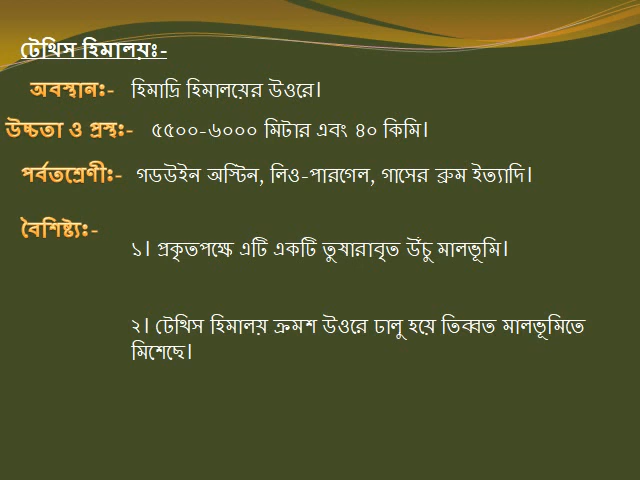 টেথিস হিমালয়ঃ-
অবস্থান:- হিমাদ্রি হিমালয়ের উওরে।
উচ্চতা ও প্রস্থ:- ৫৫০০-৬০০০ মিটার এবং ৪০ কিমি।
পর্বতশ্রেণী:- গডউইন অস্টিন, লিও-পারগেল, গাসের ব্রুম ইত্যাদি।
বৈশিষ্ট্য:-
১। প্রকৃতপক্ষে এটি একটি তুষারাবৃত উঁচু মালভূমি।
২। টেথিস হিমালয় ক্রমশ উওরে ঢালু হয়ে তিব্বত মালভূমিতে
মিশেছে।